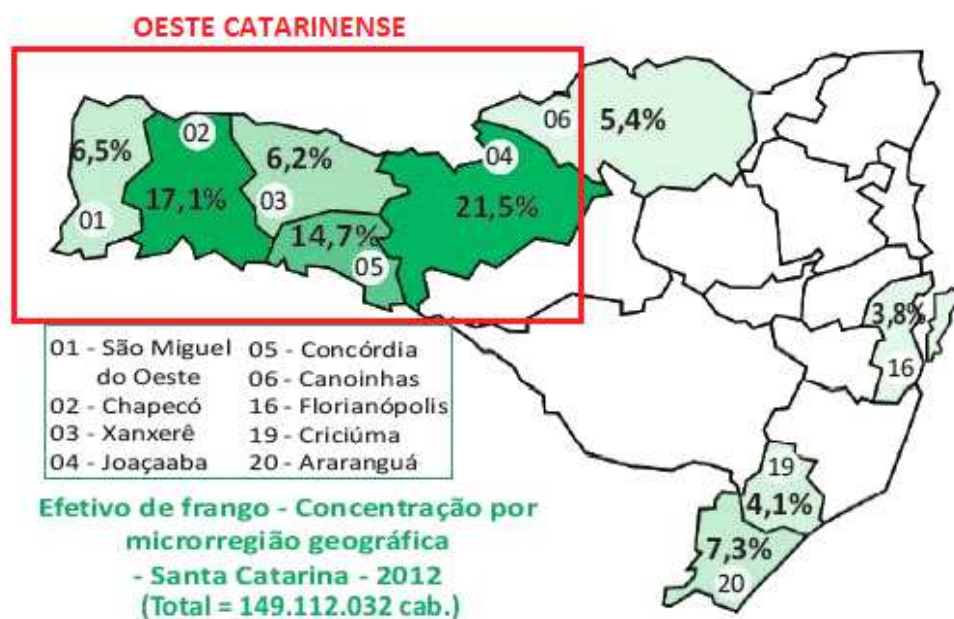 OESTE CATARINENSE
02
06
5,4%
6,5%
6,2%
04
17,1%
03
21,5%
01
14,7%
05
3,8%
16
01 - São Miguel
do Oeste
02 - Chapecó
03 - Xanxerê
04 - Joaçaaba
05 - Concórdia
06 - Canoinhas
16 - Florianópolis
19 - Criciúma
20 - Araranguá
19
4,1%
7,3%
20
Efetivo de frango - Concentração por
microrregião geográfica
- Santa Catarina - 2012
(Total = 149.112.032 cab.)